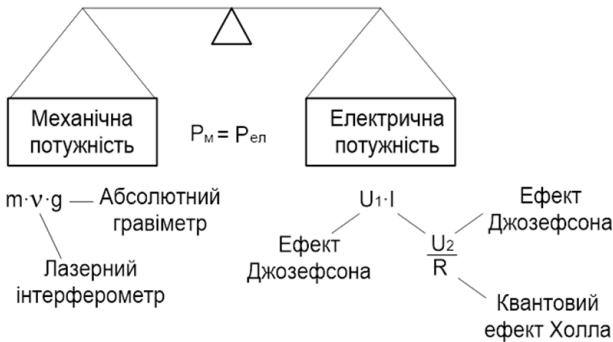 Механічна
потужність
Pм = Pел
Електрична
потужність
m·ν·g
Абсолютний
гравіметр
Лазерний
інтерферометр
U₁·I
Ефект
Джозефсона
U₂
R
Ефект
Джозефсона
Квантовий
ефект Холла